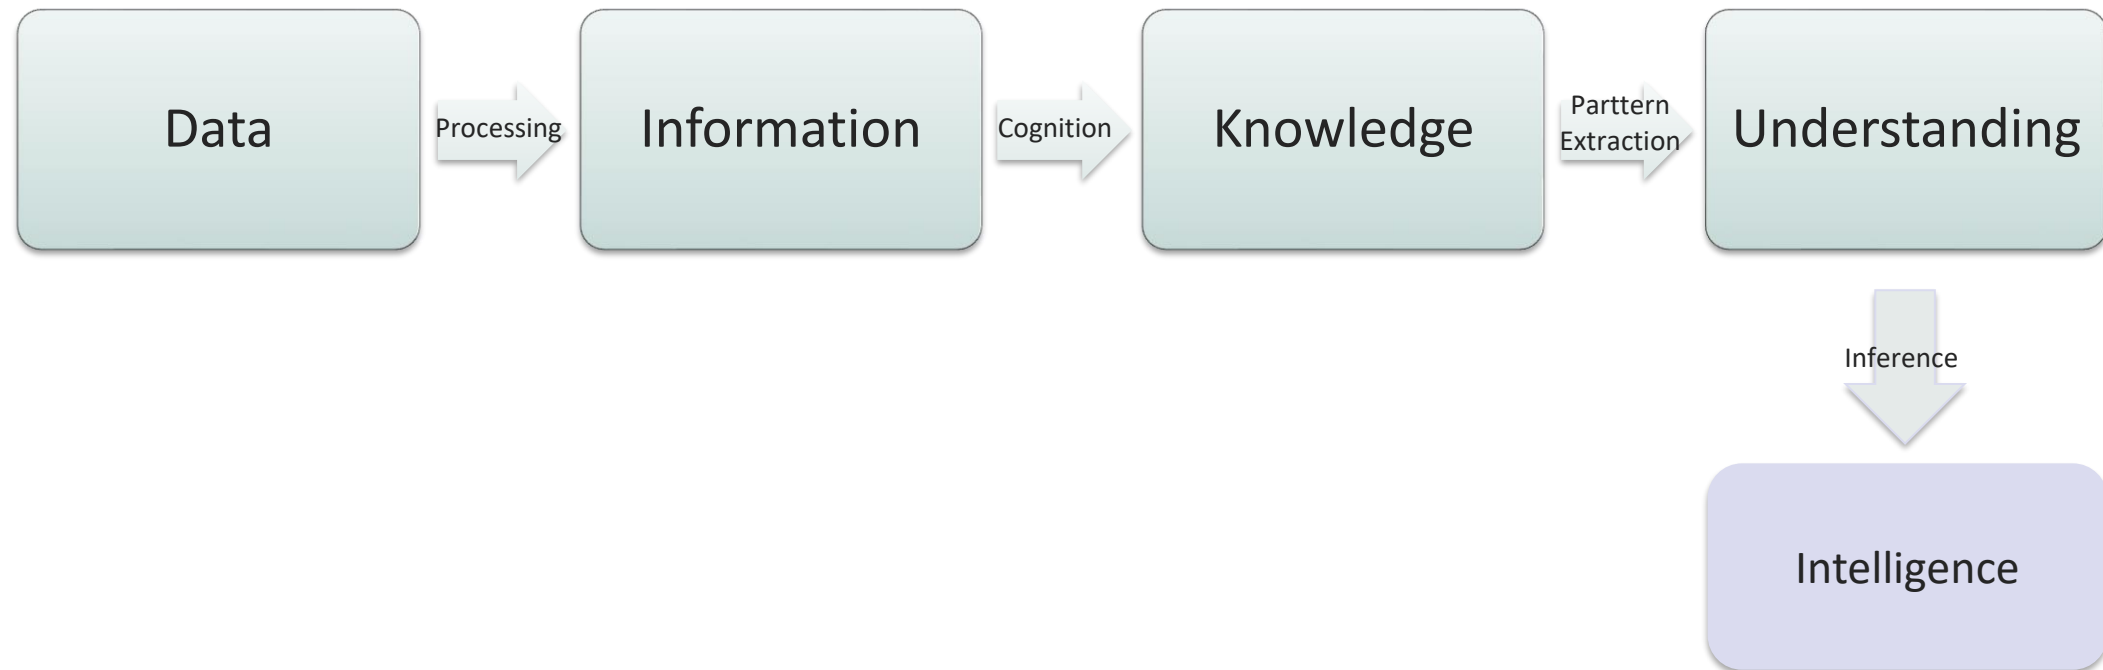 Data
Processing
Information
Cognition
Knowledge
Parttern
Extraction
Understanding
Inference
Intelligence